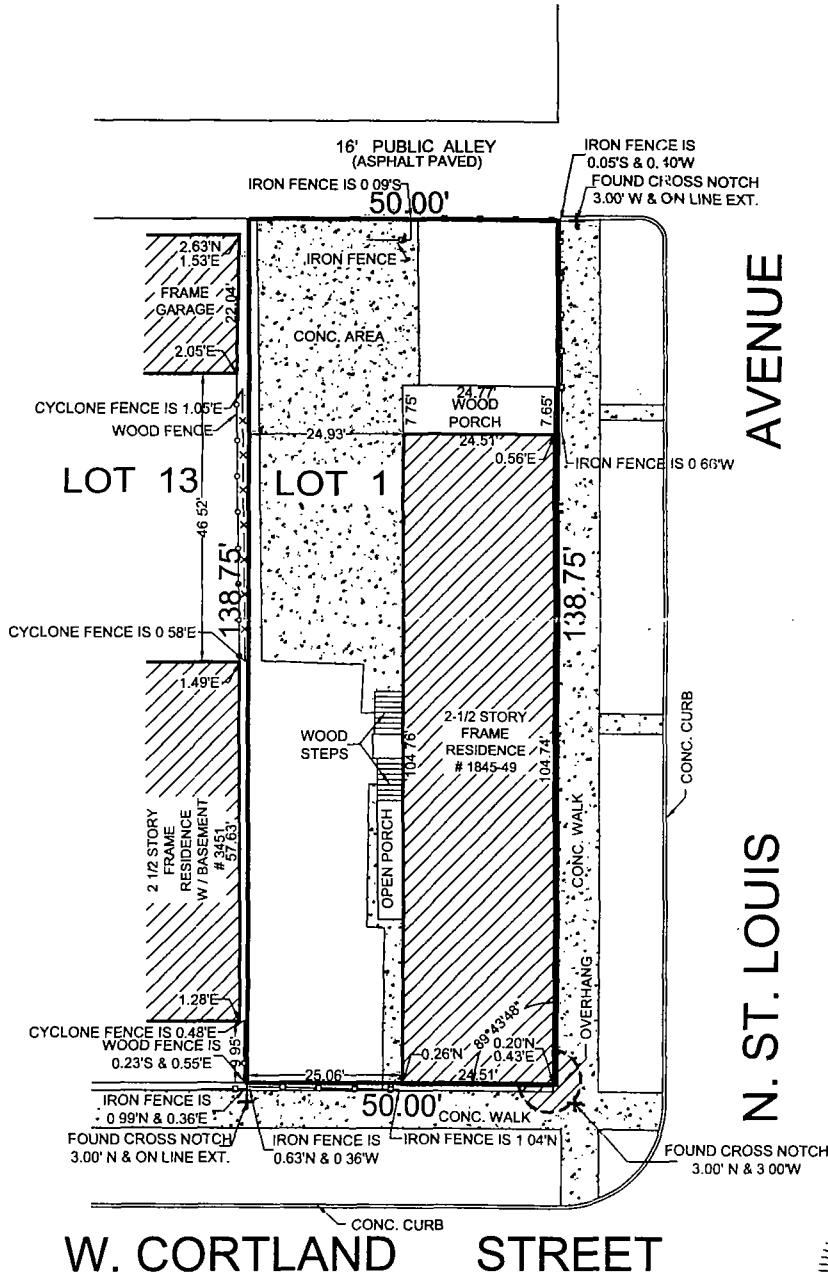 16' PUBLIC ALLEY
(ASPHALT PAVED)
IRON FENCE IS
0.05'S & 0.40'W
FOUND CROSS NOTCH
3.00' W & ON LINE EXT.
IRON FENCE IS 0 09'S
50.00'
2.63'N
1.53'E
IRON FENCE
FRAME
GARAGE
22.04'
CONC. AREA
2.05'E
AVENUE
CYCLONE FENCE IS 1.05'E
WOOD FENCE
24.77'
WOOD
PORCH
7 75'
7.65'
24.93'
24.51'
0.56'E
IRON FENCE IS 0 66'W
LOT 13
LOT 1
46 52'
138.75'
138.75'
CYCLONE FENCE IS 0 58'E
1.49'E
WOOD
STEPS
104.76'
2-1/2 STORY
FRAME
RESIDENCE
# 1845-49
104.74'
CONC. CURB
2 1/2 STORY
FRAME
RESIDENCE
W / BASEMENT
# 3451
57.63'
OPEN PORCH
CONC. WALK
N. ST. LOUIS
OVERHANG
1.28'E
CYCLONE FENCE IS 0.48'E
WOOD FENCE IS
0.23'S & 0.55'E
89°43'48"
0.20'N
0.43'E
0.26'N
25.06'
24.51'
IRON FENCE IS
0 99'N & 0.36'E
50.00'
CONC. WALK
FOUND CROSS NOTCH
3.00' N & ON LINE EXT.
IRON FENCE IS
0.63'N & 0 36'W
IRON FENCE IS 1 04'N
FOUND CROSS NOTCH
3.00' N & 3 00'W
CONC. CURB
W. CORTLAND STREET